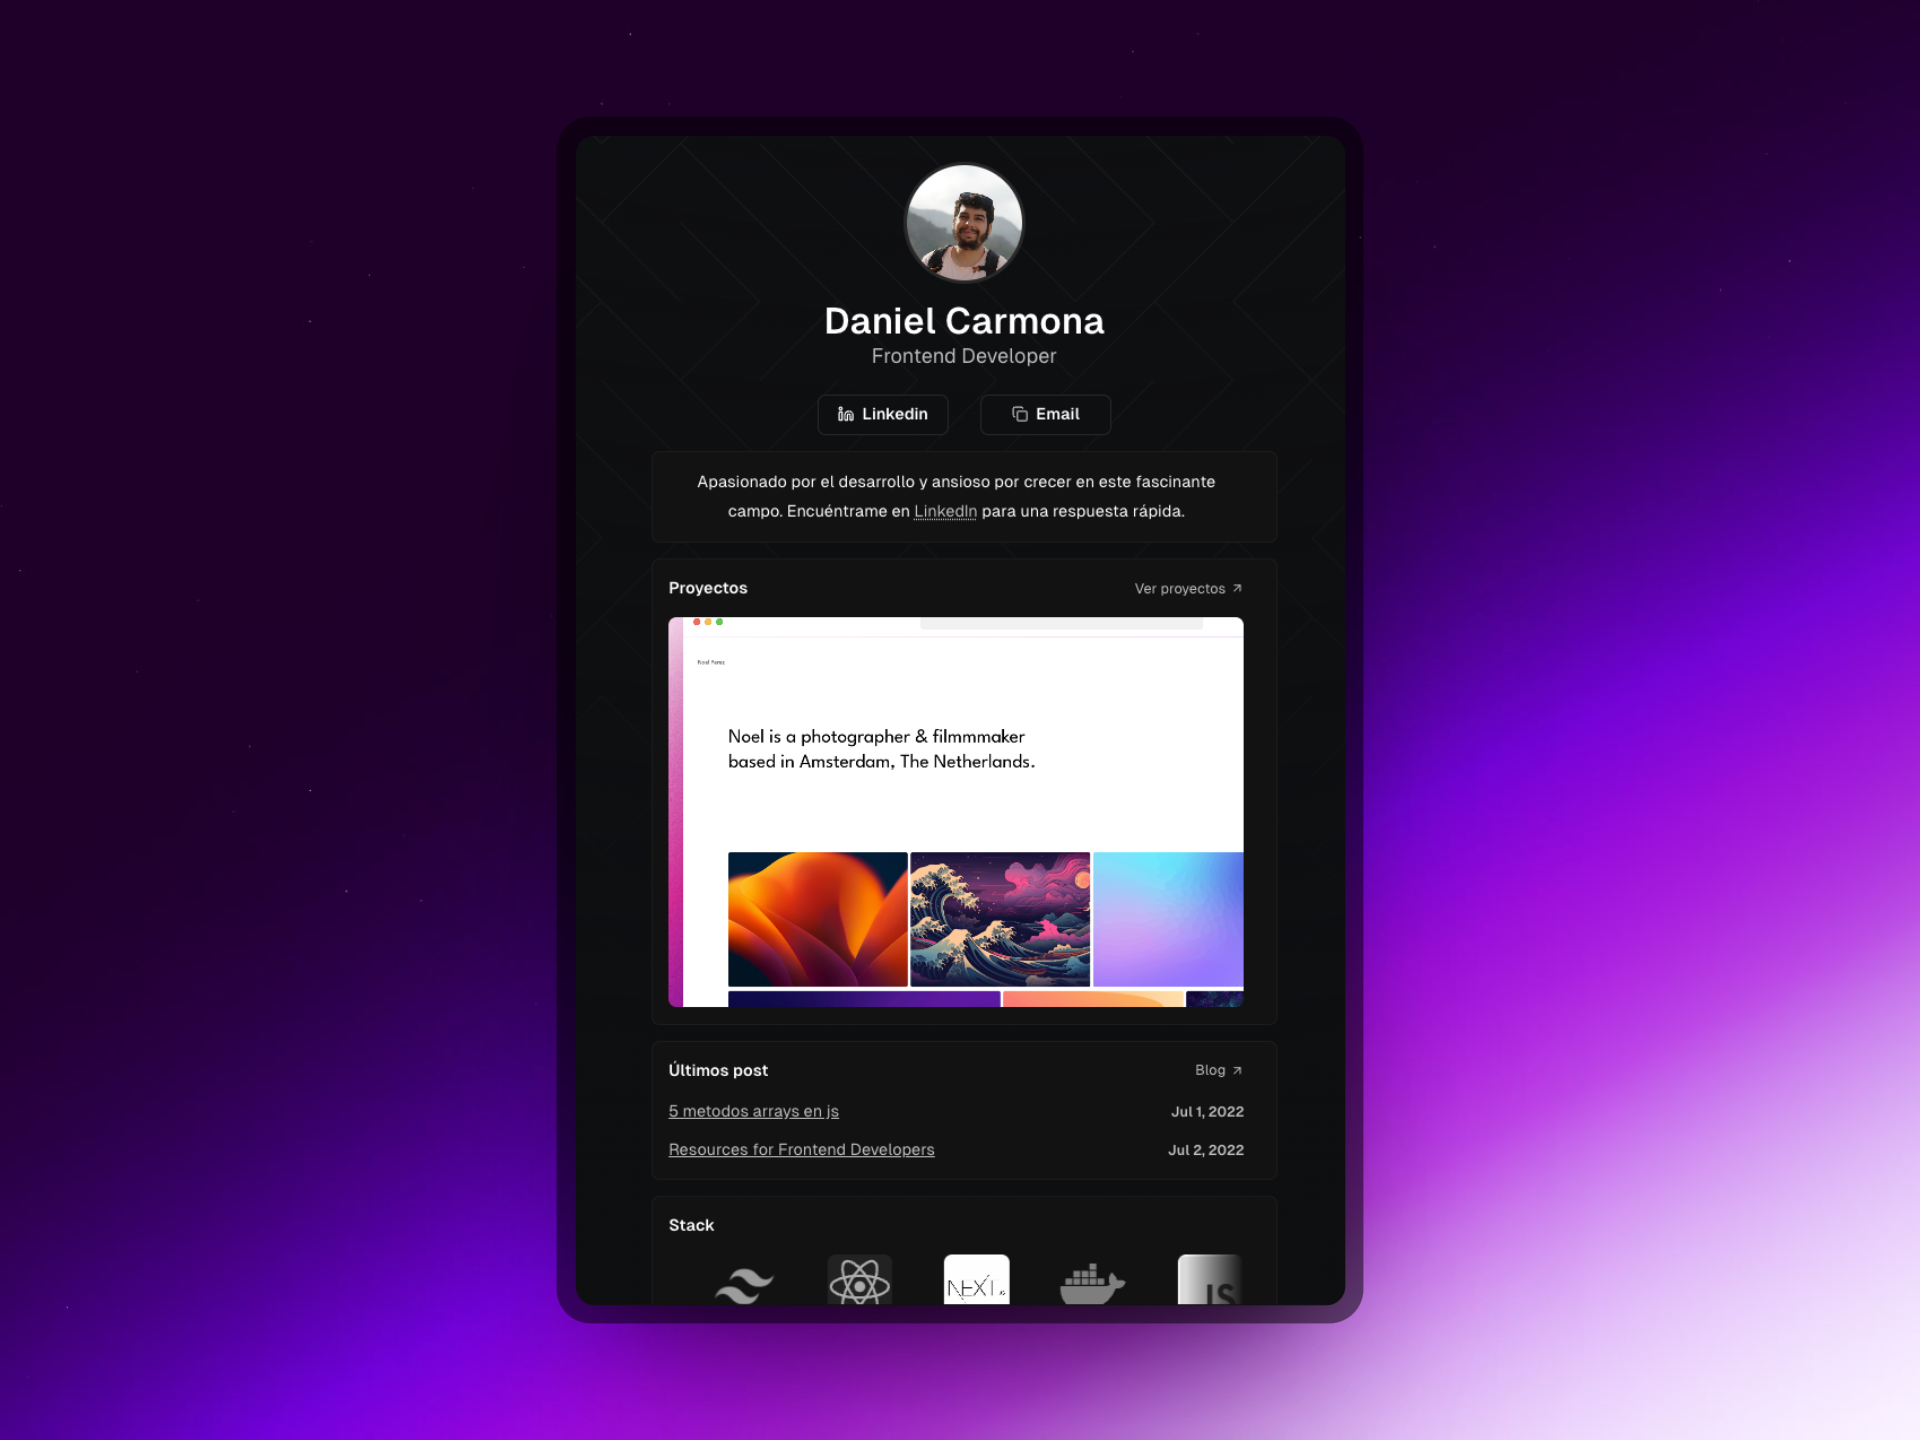 Daniel Carmona
Frontend Developer
Linkedin
Email
Apasionado por el desarrollo y ansioso por crecer en este fascinante
campo. Encuéntrame en LinkedIn para una respuesta rápida.
Proyectos
Ver proyectos
Noel Perez
Noel is a photographer & filmmmaker
based in Amsterdam, The Netherlands.
Últimos post
Blog
5 metodos arrays en js
Jul 1, 2022
Resources for Frontend Developers
Jul 2, 2022
Stack
NEXT.js
JS